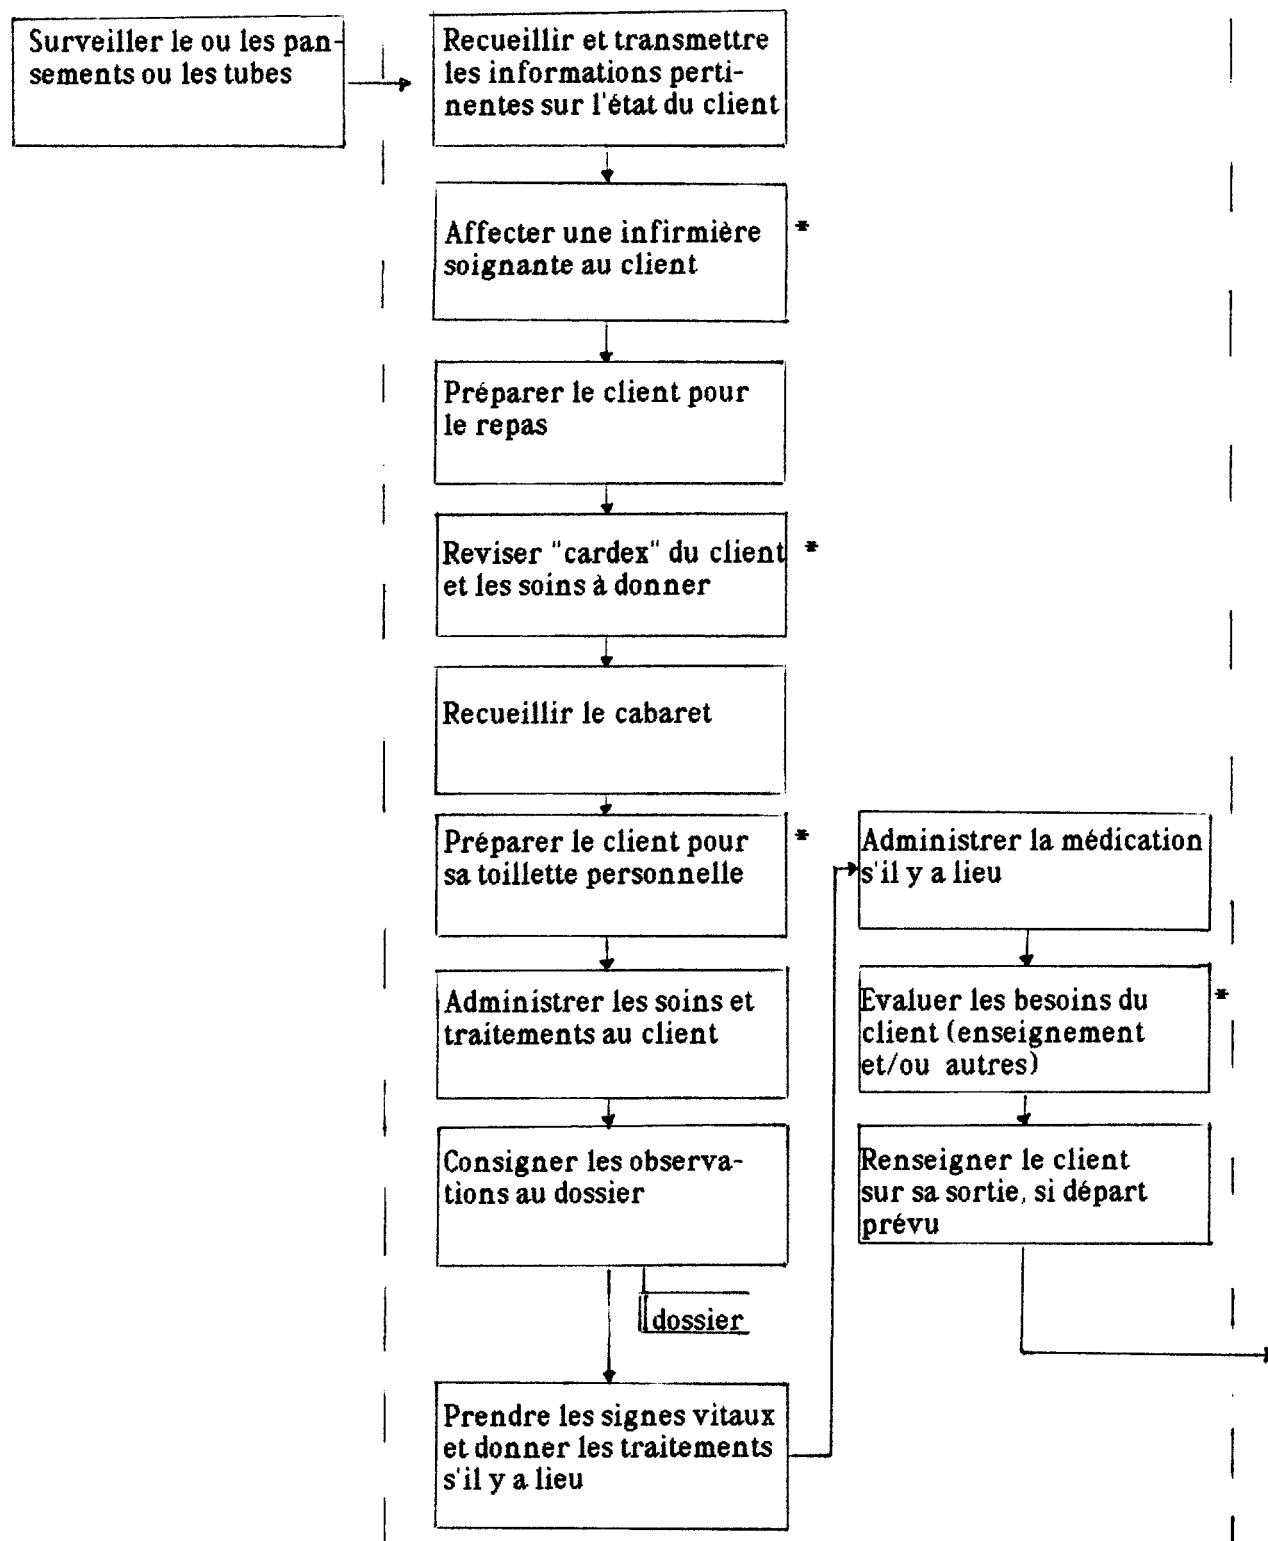 Surveiller le ou les pan-
sements ou les tubes
Recueillir et transmettre
les informations perti-
nentes sur l'état du client
Affecter une infirmière *
soignante au client
Préparer le client pour
le repas
Reviser "cardex" du client *
et les soins à donner
Recueillir le cabaret
Préparer le client pour *
sa toillette personnelle
Administrer les soins et
traitements au client
Consigner les observa-
tions au dossier
dossier
Prendre les signes vitaux
et donner les traitements
s'il y a lieu
Administrer la médication
s'il y a lieu
Evaluer les besoins du *
client (enseignement
et/ou autres)
Renseigner le client
sur sa sortie, si départ
prévu